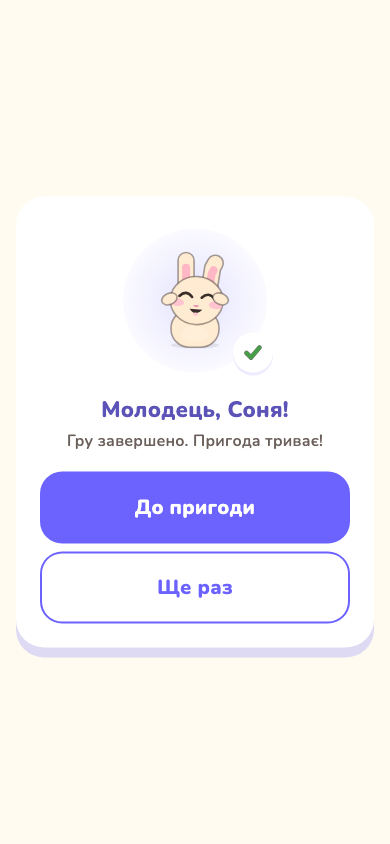 Молодець, Соня!
Гру завершено. Пригода триває!
До пригоди
Ще раз